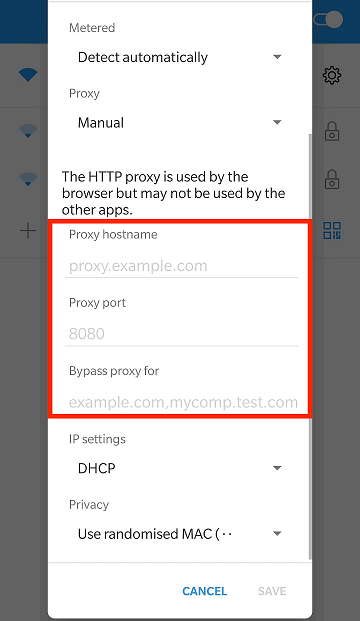 Metered
Detect automatically
Proxy
Manual
The HTTP proxy is used by the
browser but may not be used by the
other apps.
Proxy hostname
proxy.example.com
Proxy port
8080
Bypass proxy for
example.com,mycomp.test.com
IP settings
DHCP
Privacy
Use randomised MAC (··
CANCEL SAVE